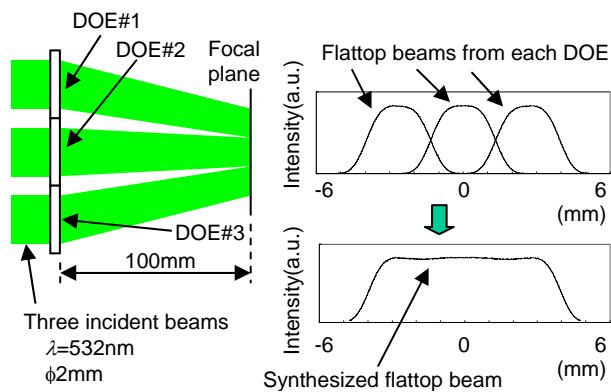 DOE#1
DOE#2
Focal
plane
DOE#3
100mm
Three incident beams
λ=532nm
ϕ2mm
Flattop beams from each DOE
Intensity(a.u.)
-6 0 6
(mm)
Intensity(a.u.)
-6 0 6
(mm)
Synthesized flattop beam